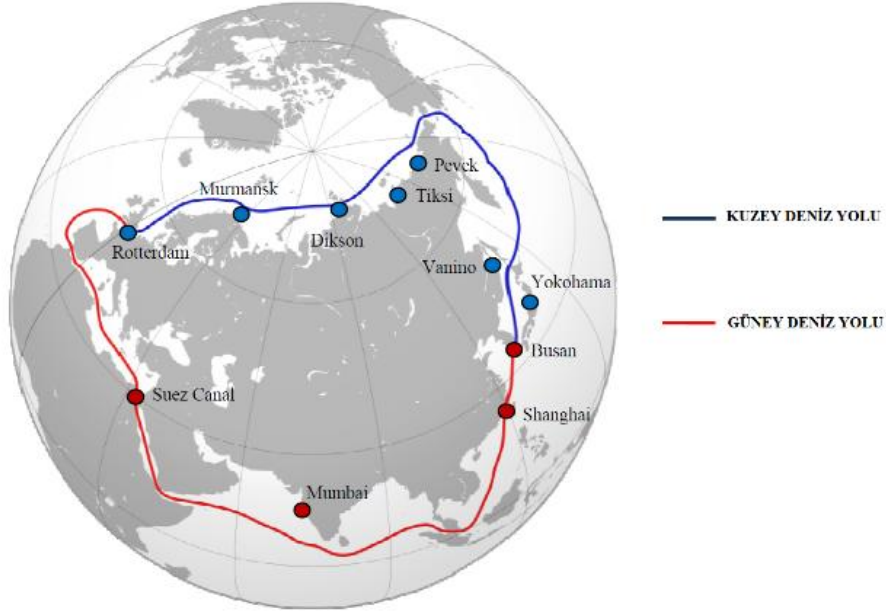 Pevek
Murmansk
Tiksi
Dikson
KUZEY DENİZ YOLU
Rotterdam
Vanino
Yokohama
GÜNEY DENİZ YOLU
Busan
Suez Canal
Shanghai
Mumbai